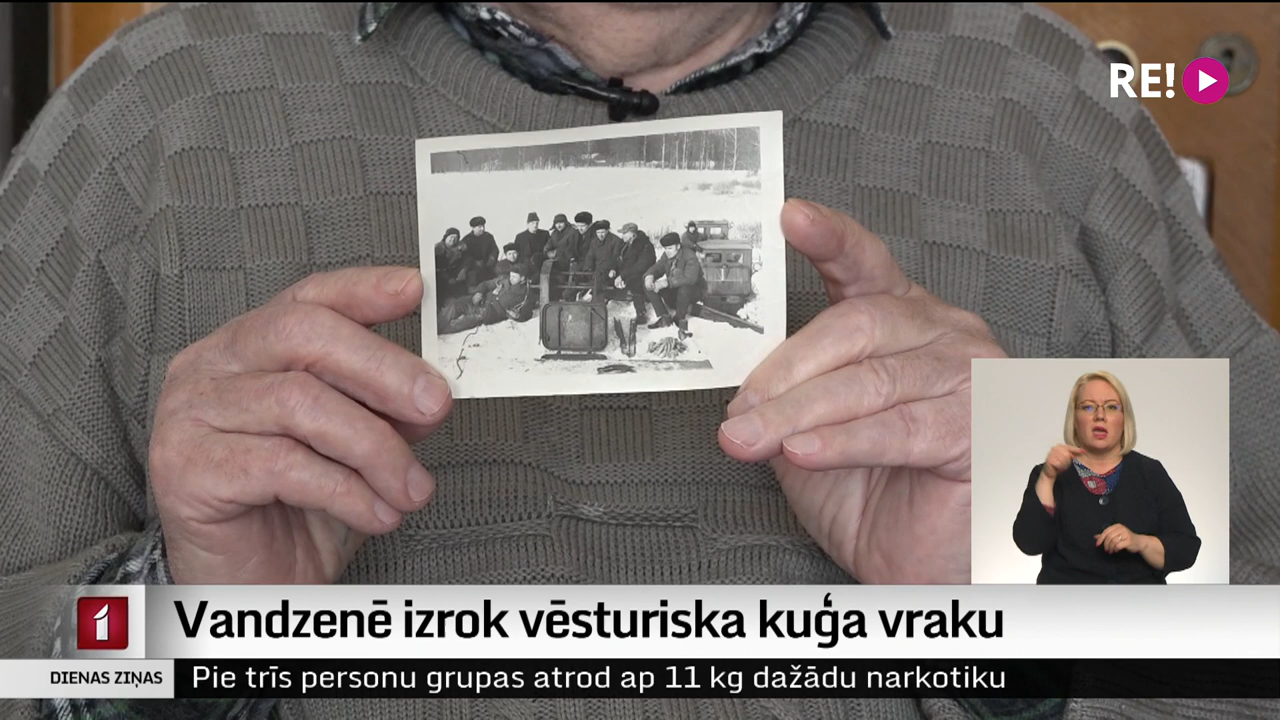 RE!
1
Vandzenē izrok vēsturiska kuģa vraku
DIENAS ZIŅAS
Pie trīs personu grupas atrod ap 11 kg dažādu narkotiku